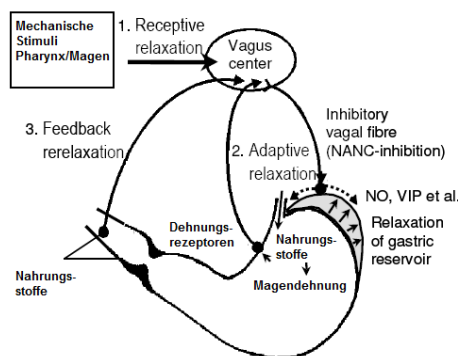 Mechanische
Stimuli
Pharynx/Magen
1. Receptive
relaxation
Vagus
center
3. Feedback
rerelaxation
2. Adaptive
relaxation
Inhibitory
vagal fibre
(NANC-inhibition)
NO, VIP et al.
Relaxation
of gastric
reservoir
Dehnungs-
rezeptoren
Nahrungs-
stoffe
Magendehnung
Nahrungs-
stoffe